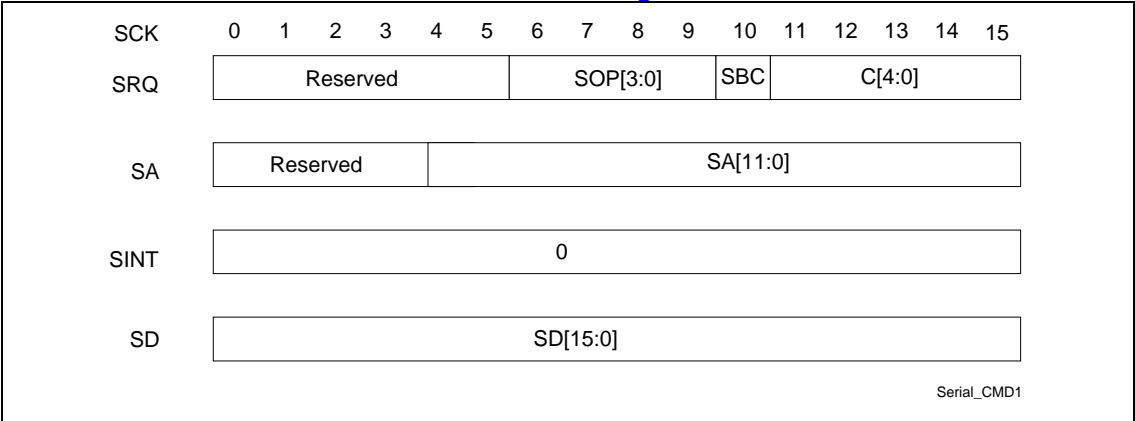 SCK 0 1 2 3 4 5 6 7 8 9 10 11 12 13 14 15
SRQ Reserved SOP[3:0] SBC C[4:0]
SA Reserved SA[11:0]
SINT 0
SD SD[15:0]
Serial_CMD1